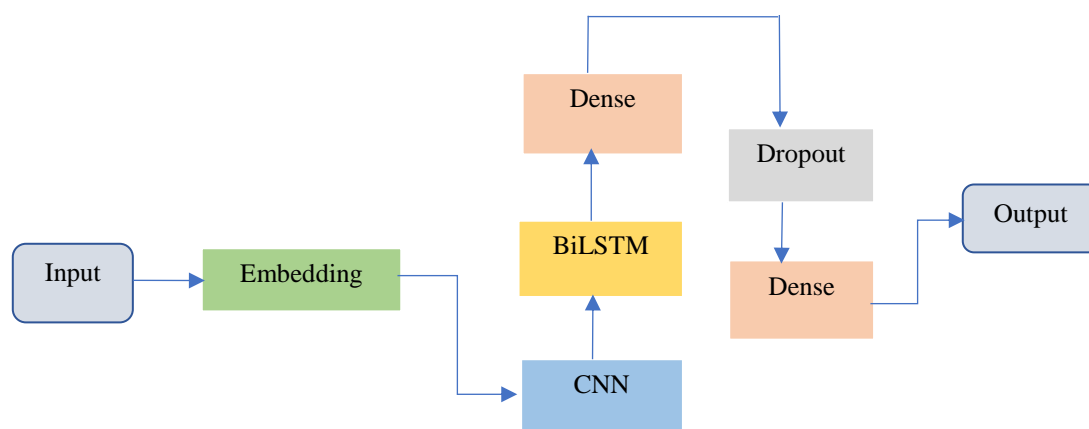 Input
Embedding
CNN
BiLSTM
Dense
Dropout
Dense
Output